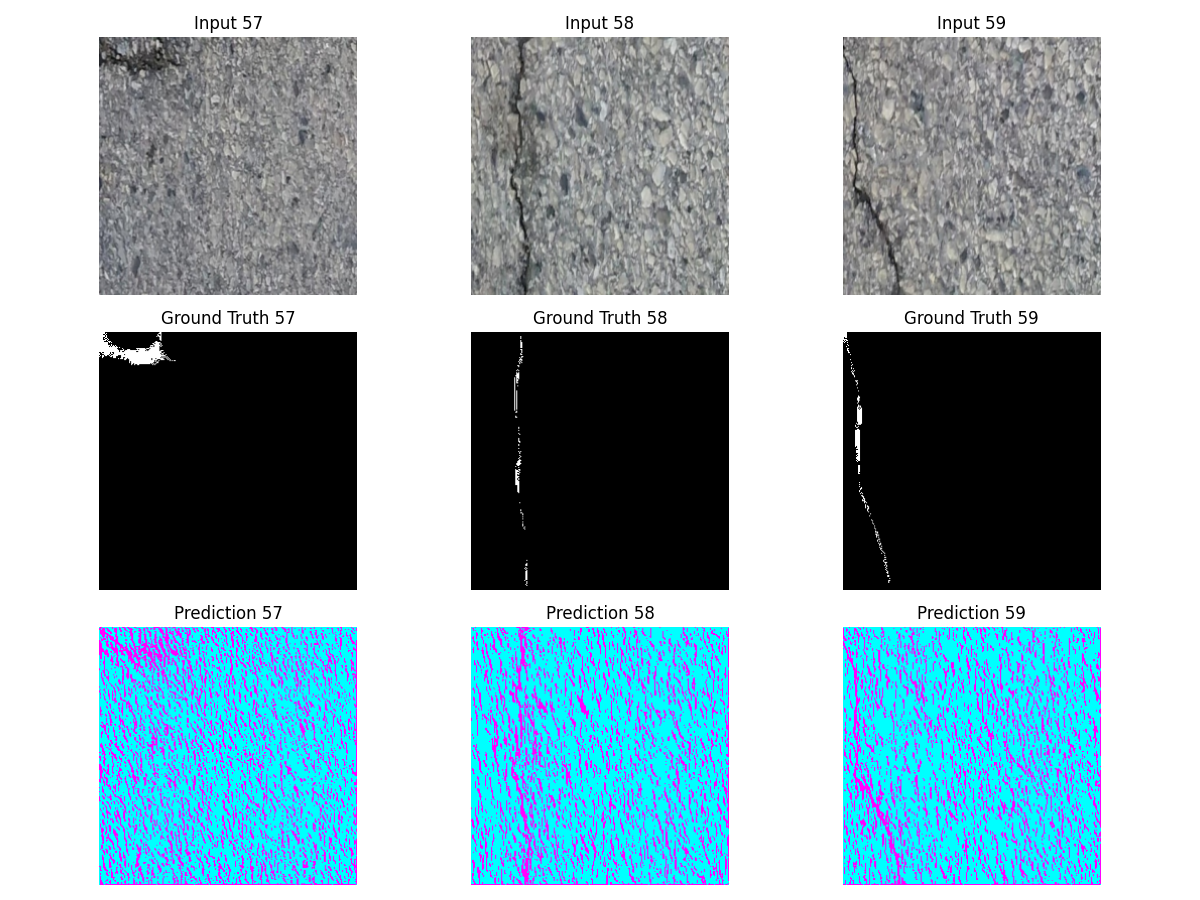 Input 57
Input 58
Input 59
Ground Truth 57
Ground Truth 58
Ground Truth 59
Prediction 57
Prediction 58
Prediction 59